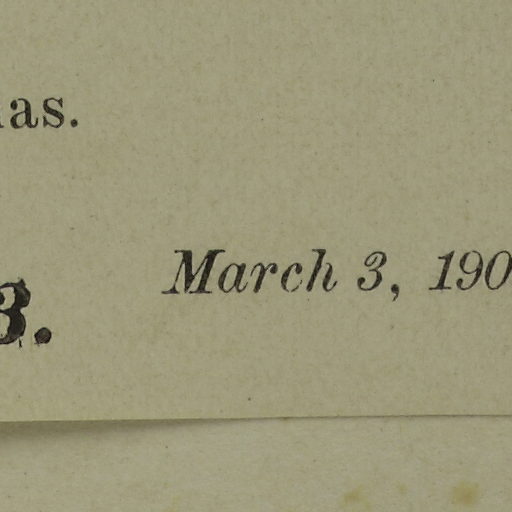 as.
March 3, 190
3.